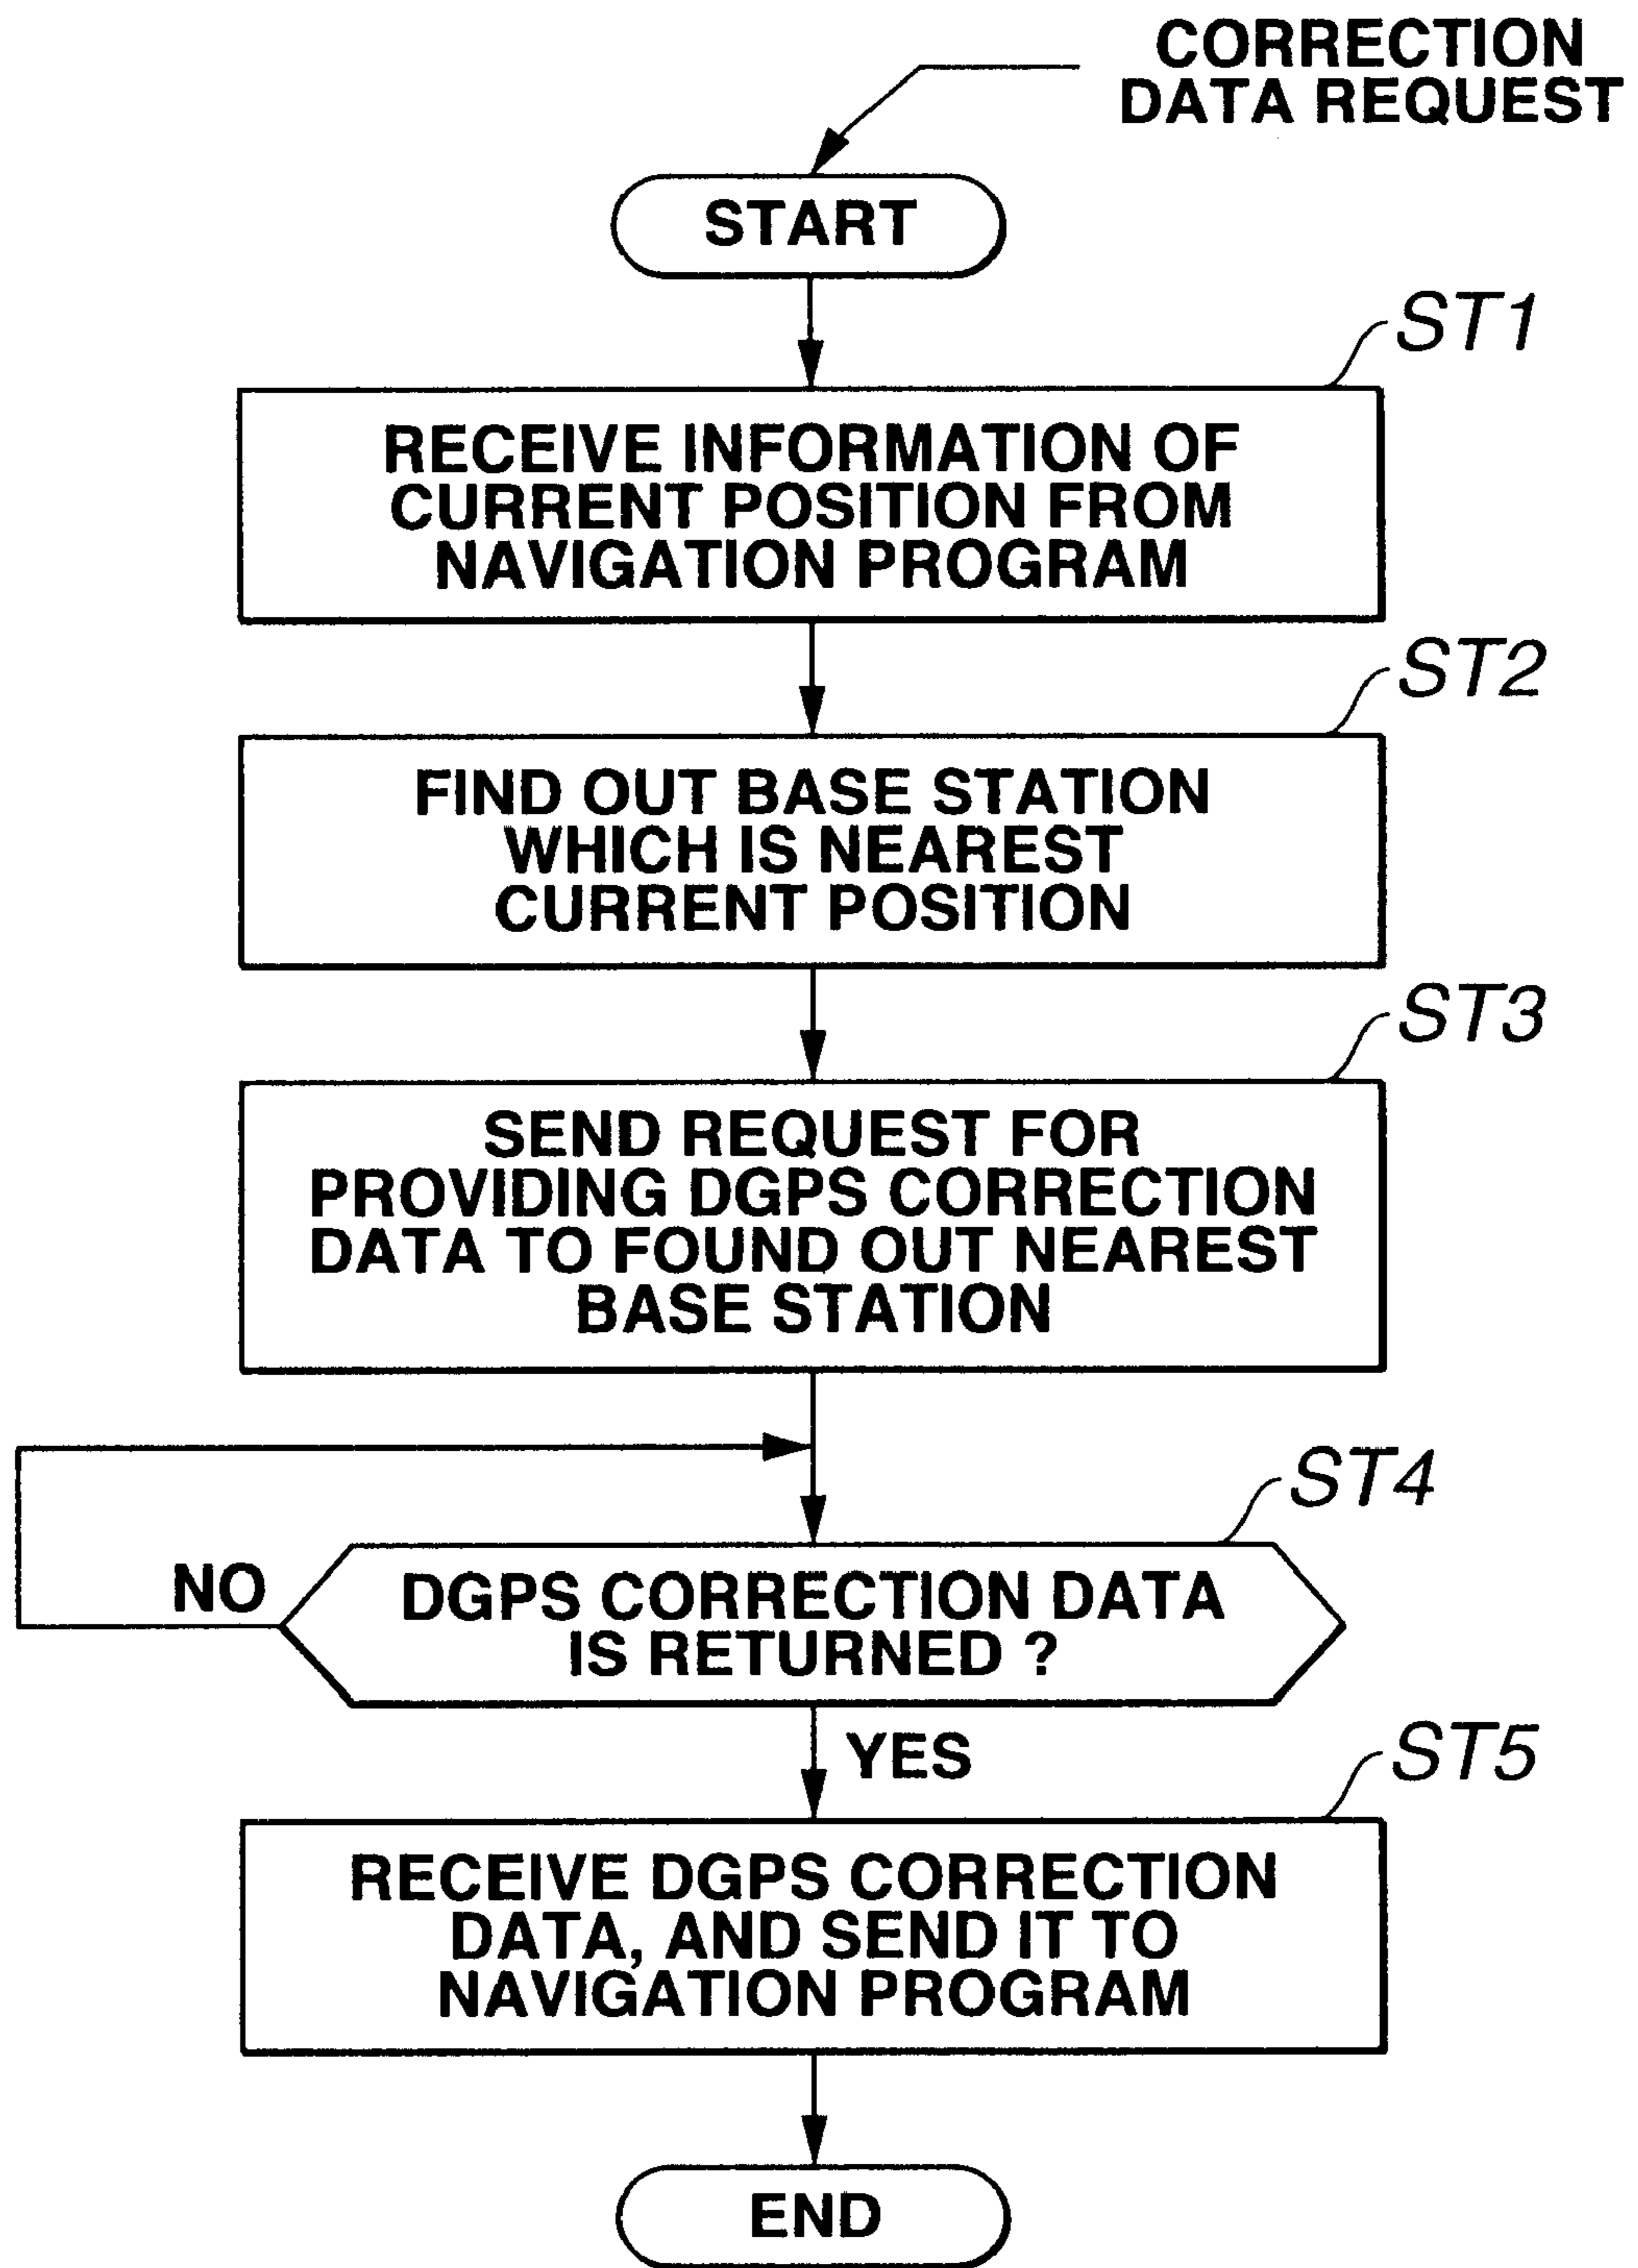 CORRECTION
DATA REQUEST
START
ST1
RECEIVE INFORMATION OF
CURRENT POSITION FROM
NAVIGATION PROGRAM
ST2
FIND OUT BASE STATION
WHICH IS NEAREST
CURRENT POSITION
ST3
SEND REQUEST FOR
PROVIDING DGPS CORRECTION
DATA TO FOUND OUT NEAREST
BASE STATION
ST4
NO
DGPS CORRECTION DATA
IS RETURNED ?
YES
ST5
RECEIVE DGPS CORRECTION
DATA, AND SEND IT TO
NAVIGATION PROGRAM
END